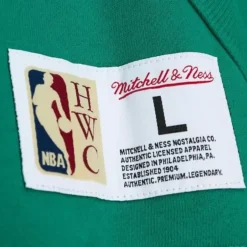 HWC
NBA
Mitchell & Ness
L
MITCHELL & NESS NOSTALGIA CO.
AUTHENTIC LICENSED APPAREL
DESIGNED IN PHILADELPHIA, PA.
ESTABLISHED 1904
AUTHENTIC. PREMIUM. LEGENDARY.